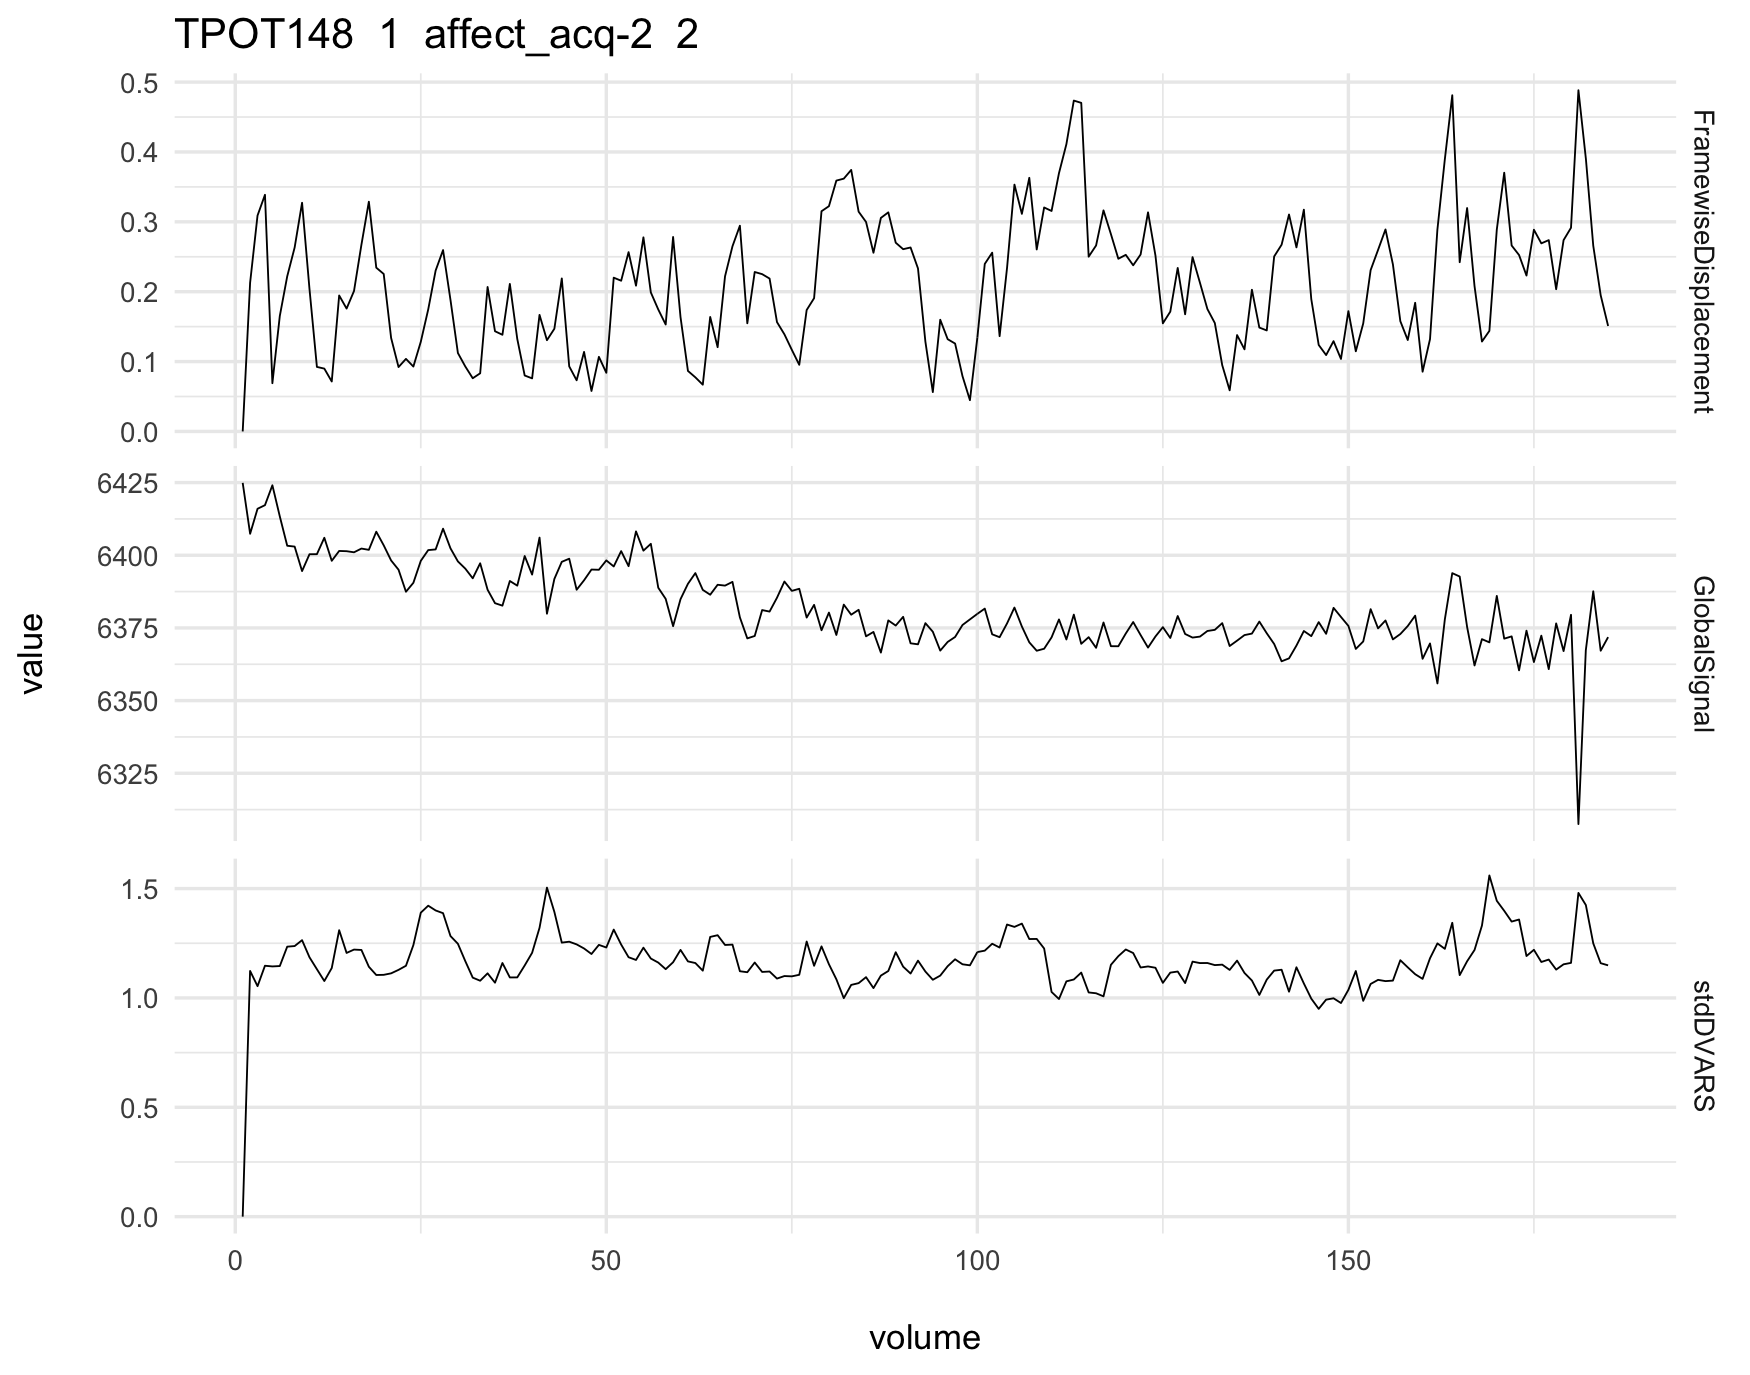 TPOT148 1 affect_acq-2 2
value
0.5
0.4
0.3
0.2
0.1
0.0
FramewiseDisplacement
6425
6400
6375
6350
6325
GlobalSignal
1.5
1.0
0.5
0.0
stdDVARS
0 50 100 150
volume